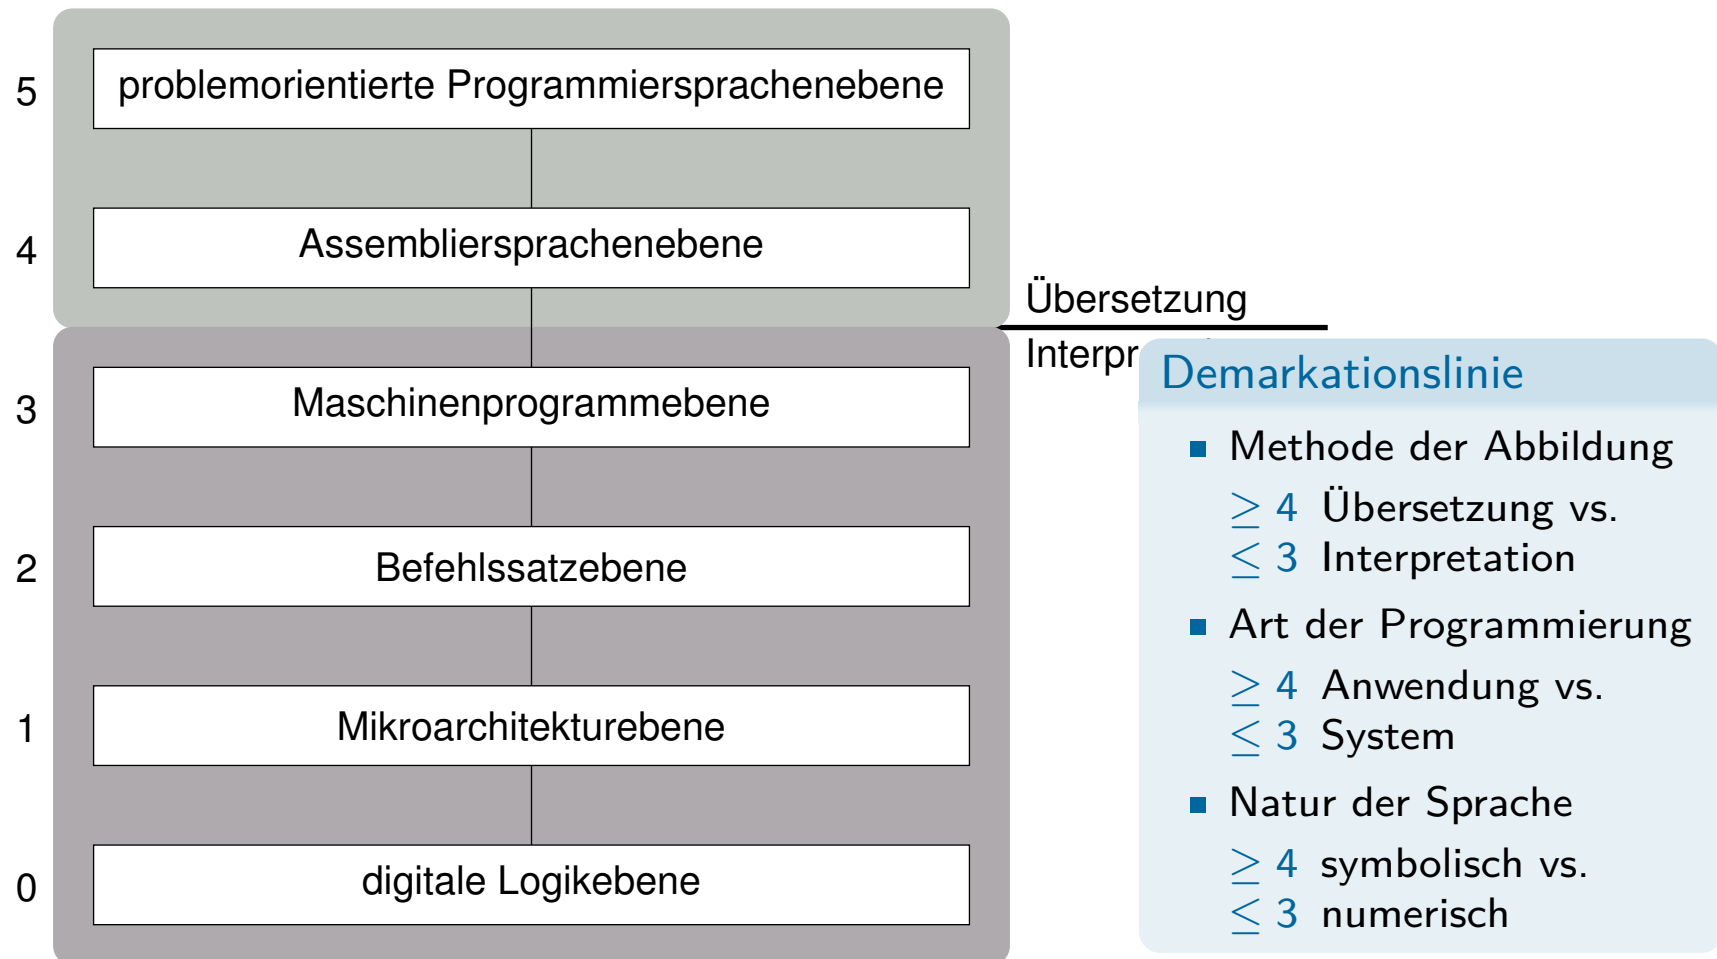 5 problemorientierte Programmiersprachenebene
4 Assembliersprachenebene
Übersetzung
Interpr
3 Maschinenprogrammebene
2 Befehlssatzebene
1 Mikroarchitekturebene
0 digitale Logikebene
Demarkationslinie
Methode der Abbildung
≥ 4 Übersetzung vs.
≤ 3 Interpretation
Art der Programmierung
≥ 4 Anwendung vs.
≤ 3 System
Natur der Sprache
≥ 4 symbolisch vs.
≤ 3 numerisch